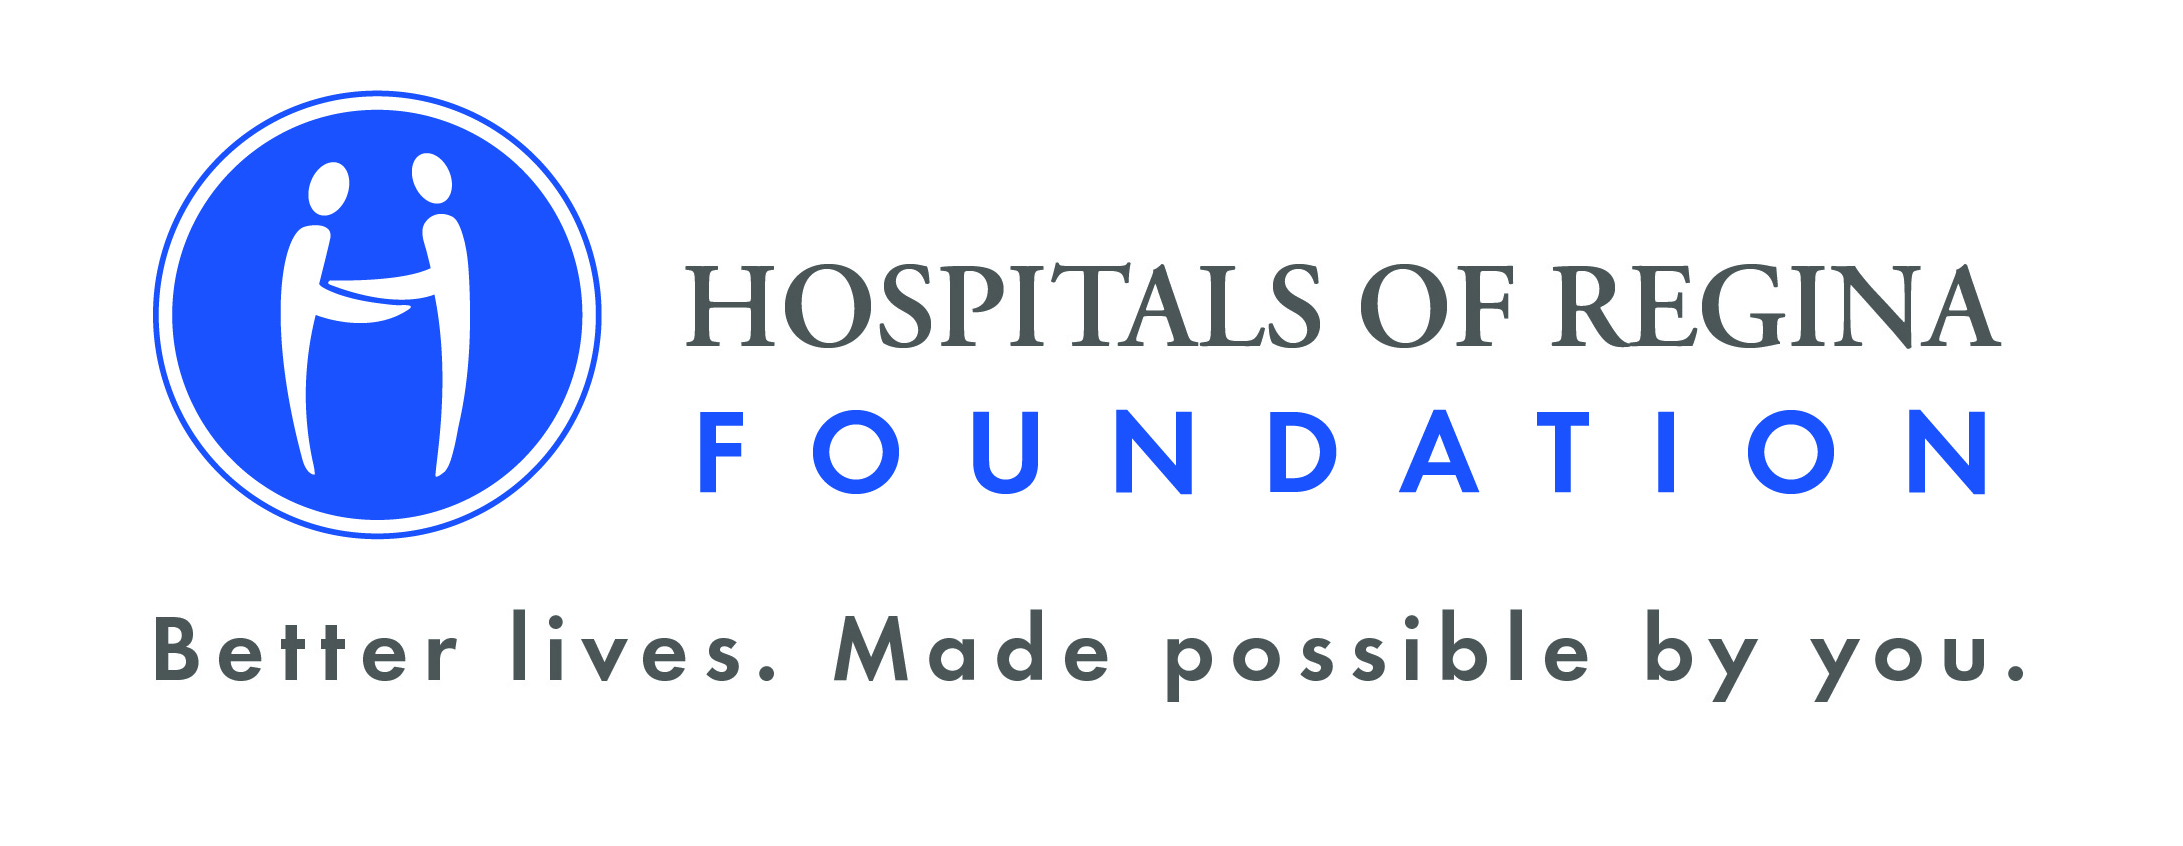 HOSPITALS OF REGINA
FOUNDATION
Better lives. Made possible by you.